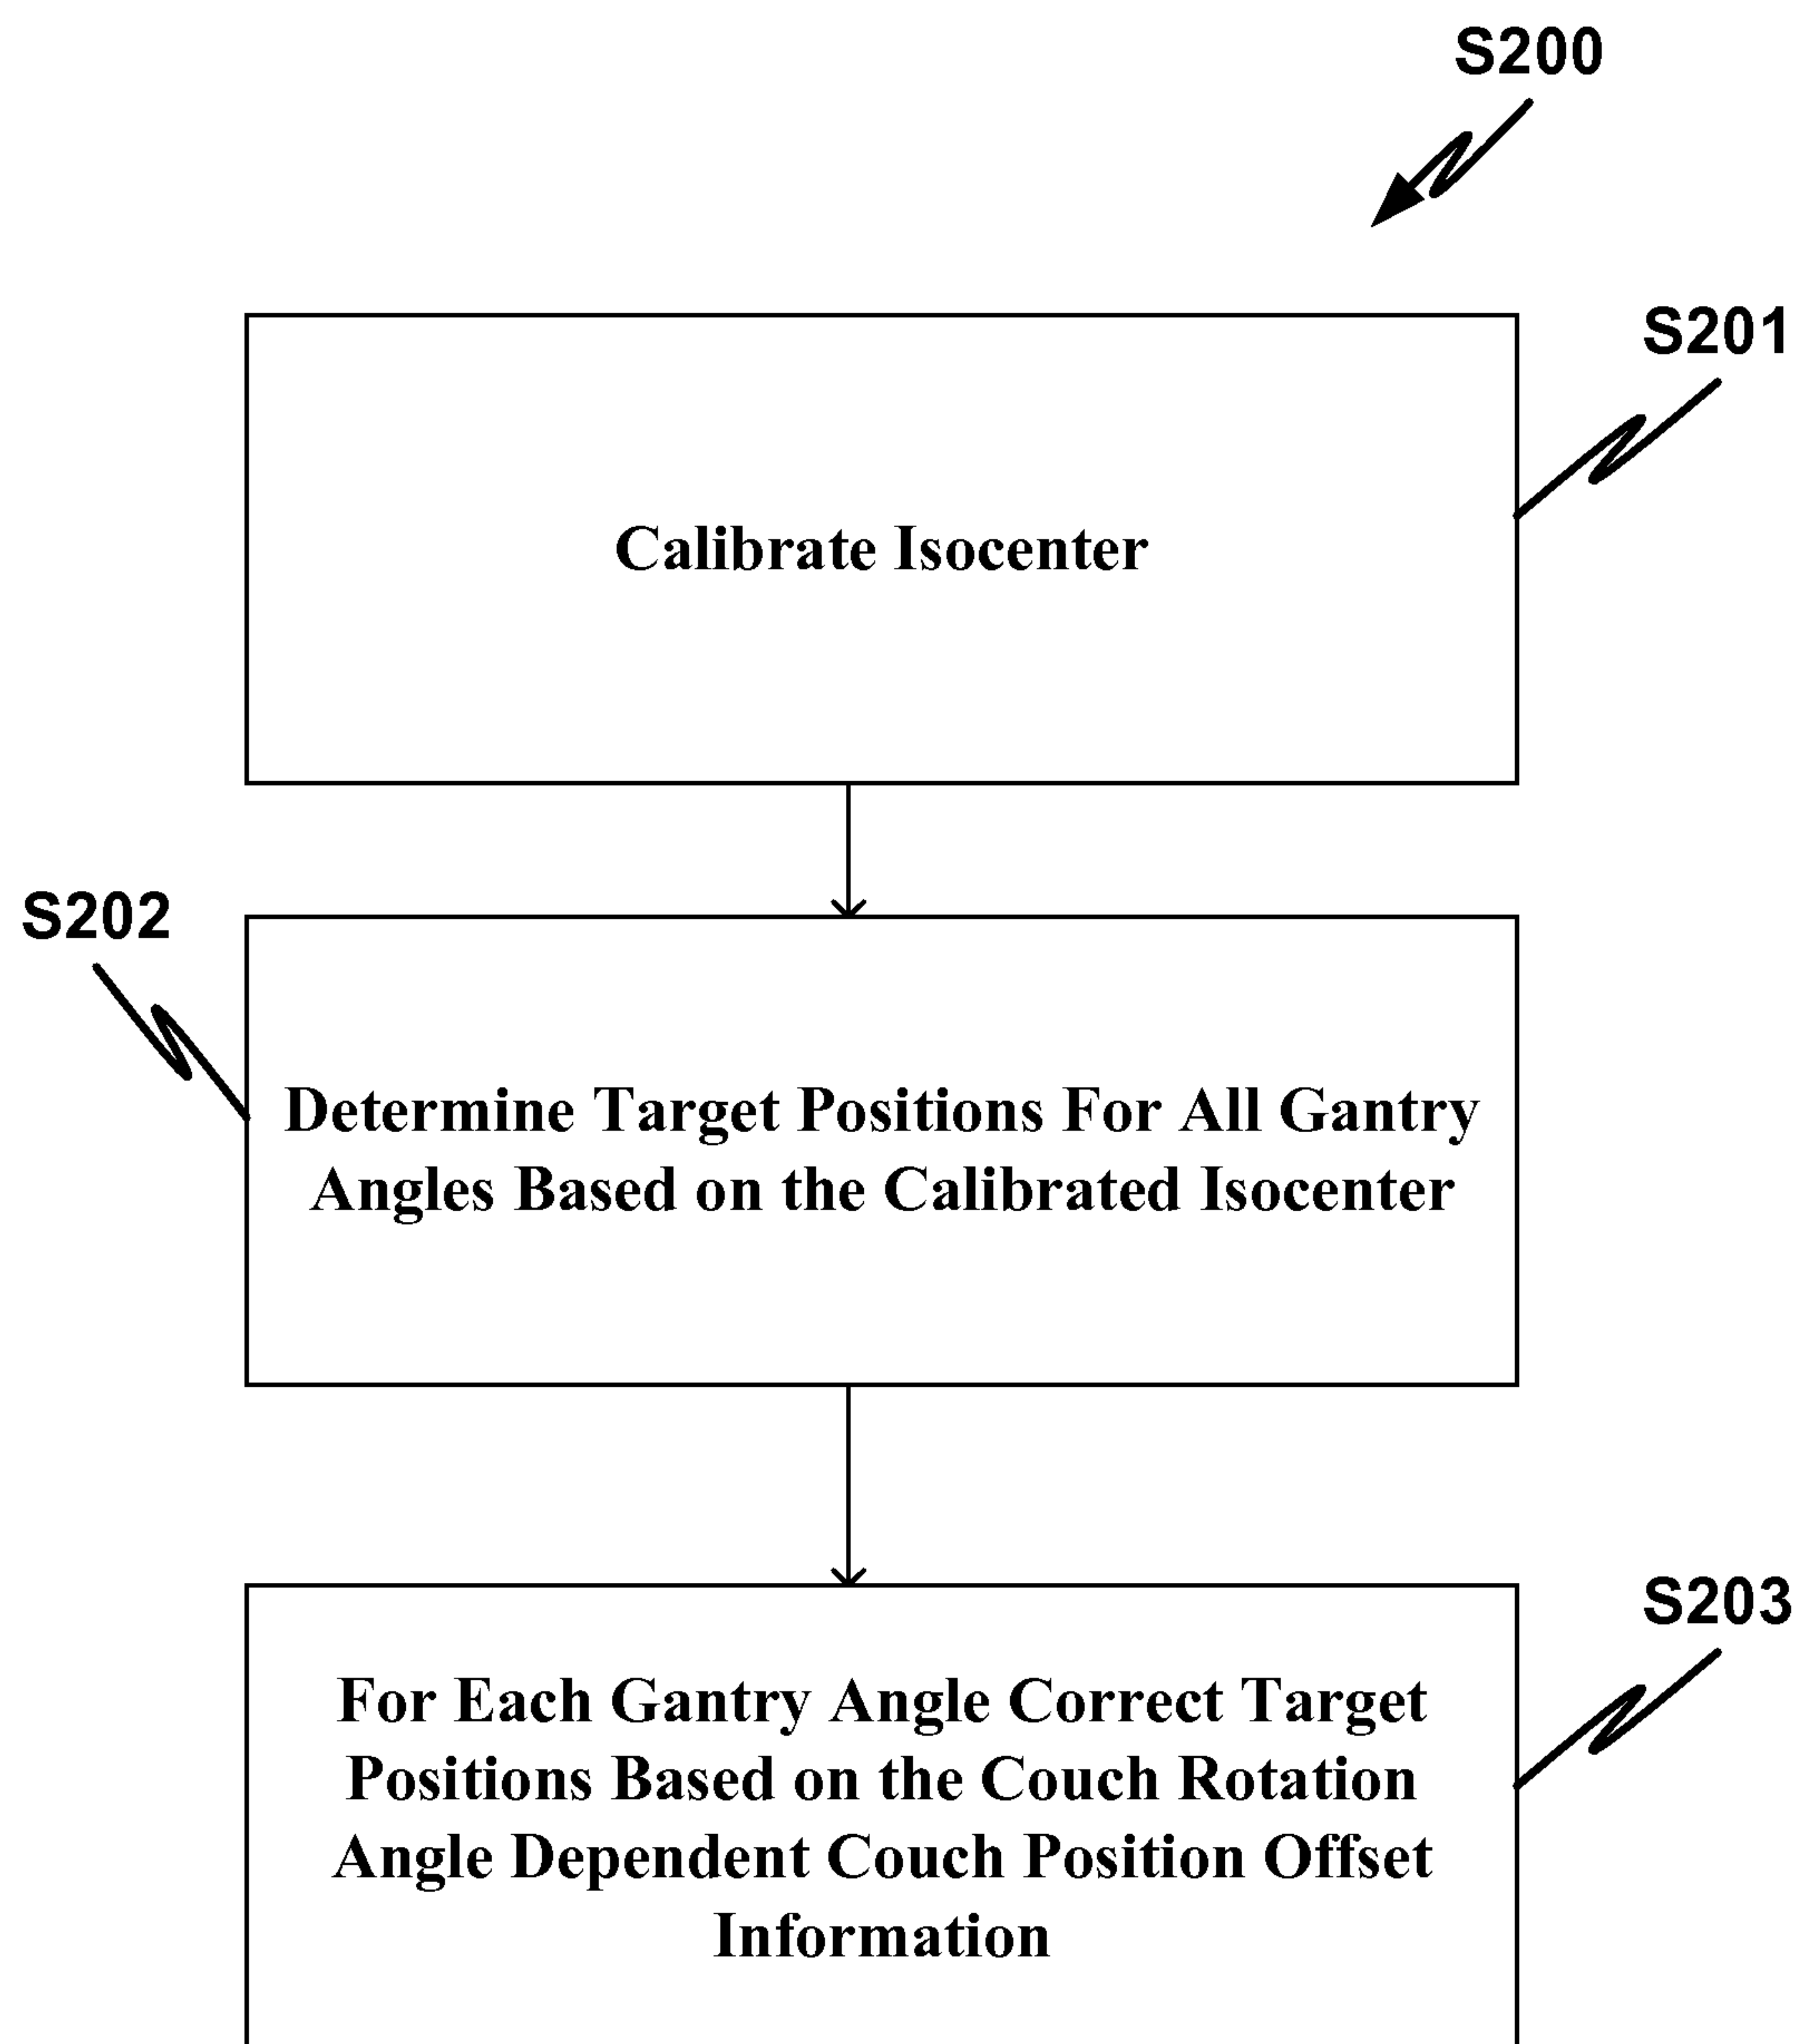 S200
S201
Calibrate Isocenter
S202
Determine Target Positions For All Gantry
Angles Based on the Calibrated Isocenter
S203
For Each Gantry Angle Correct Target
Positions Based on the Couch Rotation
Angle Dependent Couch Position Offset
Information